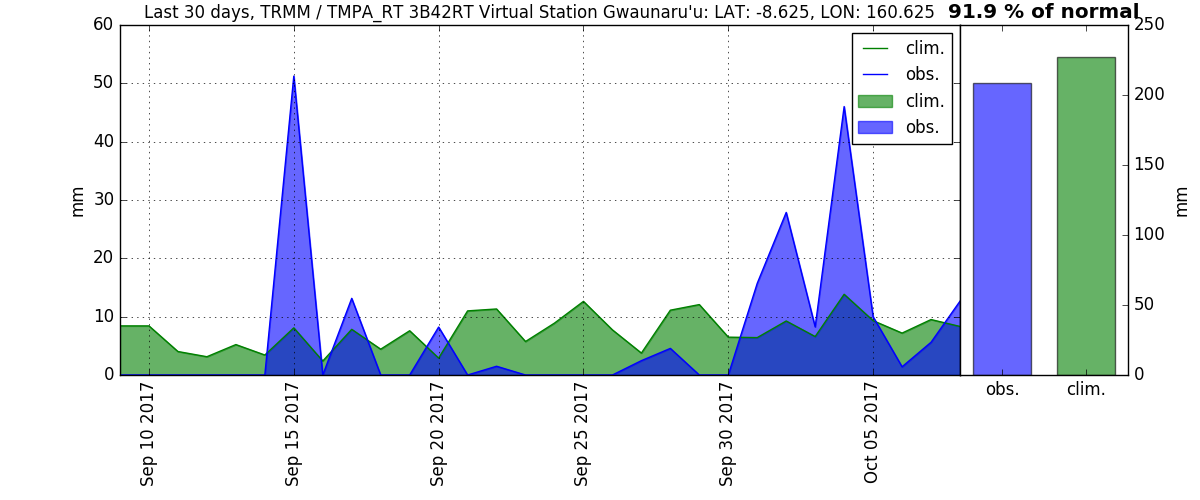 Last 30 days, TRMM / TMPA_RT 3B42RT Virtual Station Gwaunaru'u: LAT: -8.625, LON: 160.625
91.9 % of normal
mm
60
50
40
30
20
10
0
clim.
obs.
clim.
obs.
Sep 10 2017
Sep 15 2017
Sep 20 2017
Sep 25 2017
Sep 30 2017
Oct 05 2017
obs.
clim.
250
200
150
100
50
0
mm